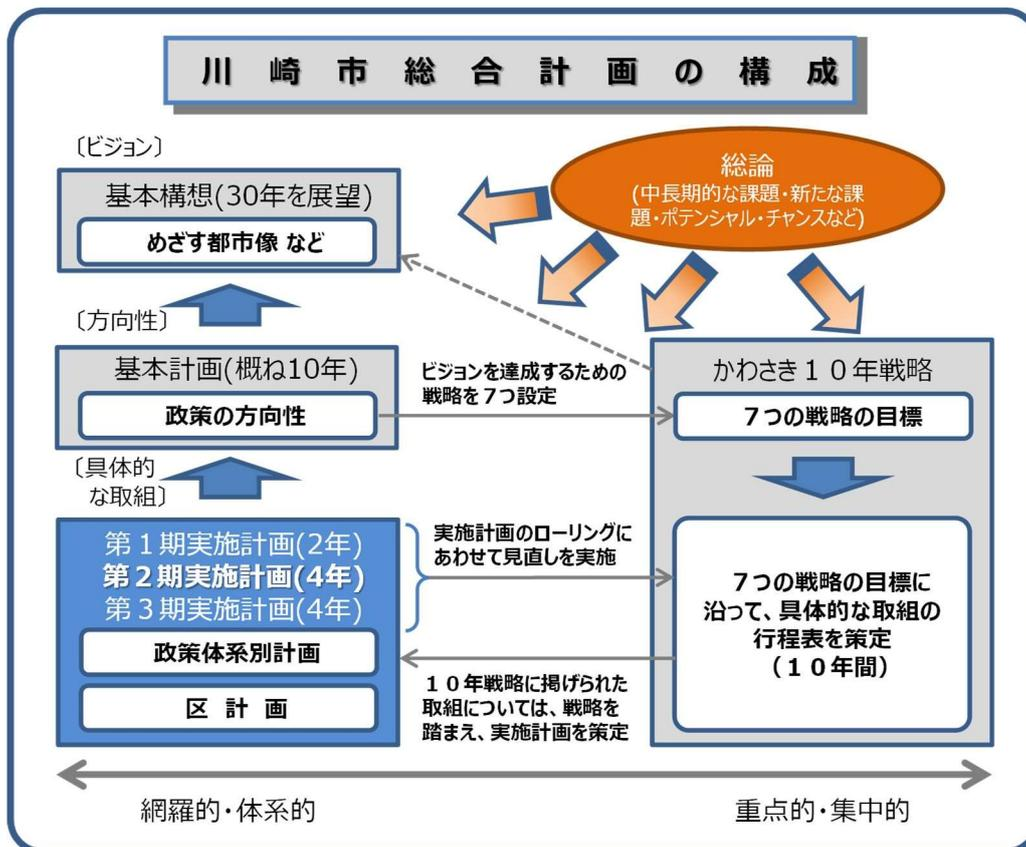 川崎市総合計画の構成
〔ビジョン〕
総論
(中長期的な課題・新たな課
題・ポテンシャル・チャンスなど)
基本構想(30年を展望)
めざす都市像 など
〔方向性〕
基本計画(概ね10年)
政策の方向性
ビジョンを達成するための
戦略を7つ設定
かわさき10年戦略
7つの戦略の目標
〔具体的
な取組〕
第1期実施計画(2年)
第2期実施計画(4年)
第3期実施計画(4年)
政策体系別計画
区計画
実施計画のローリングに
あわせて見直しを実施
10年戦略に掲げられた
取組については、戦略を
踏まえ、実施計画を策定
7つの戦略の目標に
沿って、具体的な取組の
行程表を策定
(10年間)
網羅的・体系的
重点的・集中的